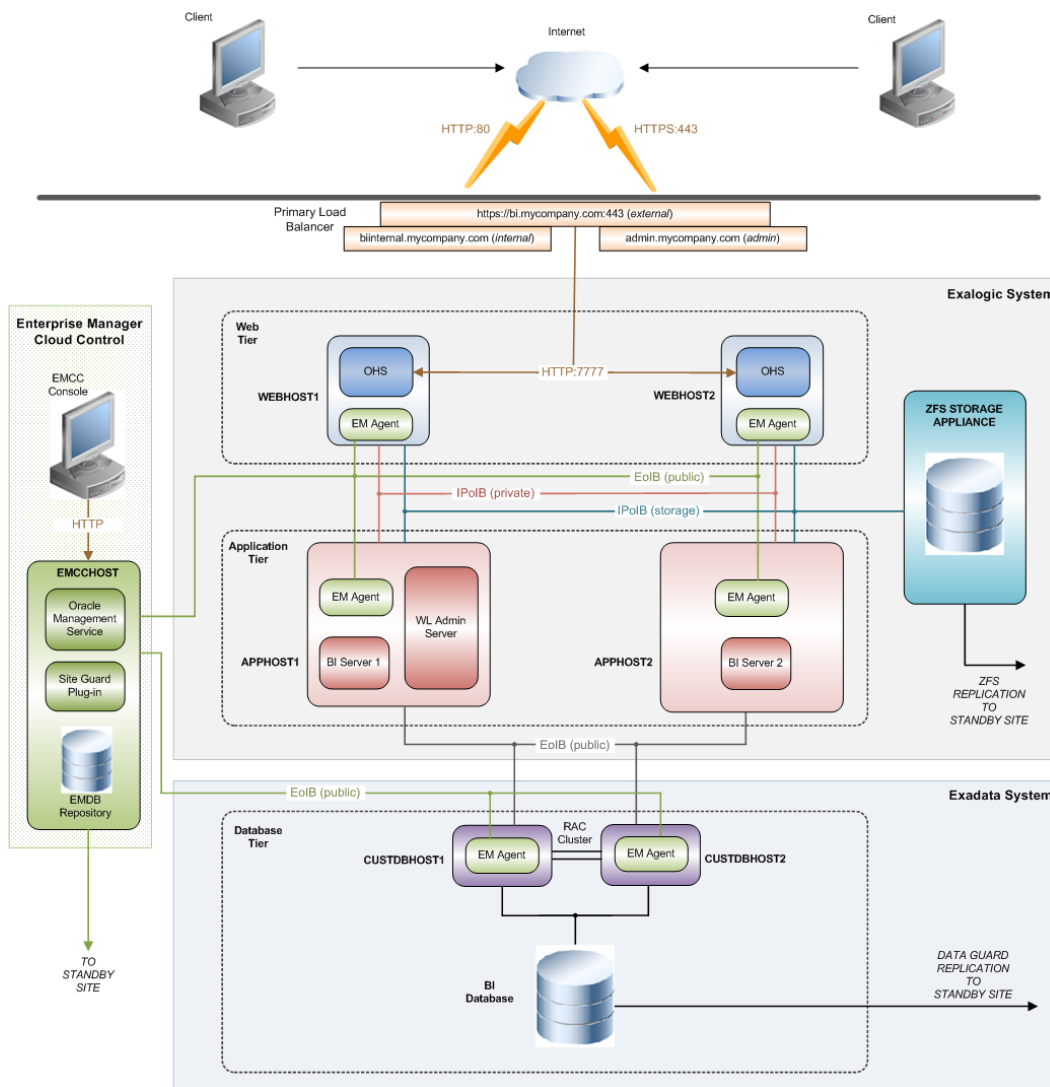 Client
Internet
Client
HTTP:80
HTTPS:443
Primary Load
Balancer
https://bi.mycompany.com:443 (external)
biinternal.mycompany.com (internal)
admin.mycompany.com (admin)
Exalogic System
Enterprise Manager
Cloud Control
EMCC
Console
HTTP
EMCCHOST
Oracle
Management
Service
Site Guard
Plug-in
EMDB
Repository
TO
STANDBY
SITE
Web
Tier
OHS
WEBHOST1
EM Agent
HTTP:7777
OHS
WEBHOST2
EM Agent
ZFS STORAGE
APPLIANCE
EoIB (public)
IPoIB (private)
IPoIB (storage)
Application
Tier
EM Agent
WL Admin
Server
APPHOST1
BI Server 1
EM Agent
APPHOST2
BI Server 2
ZFS
REPLICATION
TO
STANDBY SITE
EoIB (public)
EoIB (public)
Exadata System
Database
Tier
RAC
Cluster
CUSTDBHOST1
EM Agent
EM Agent
CUSTDBHOST2
BI
Database
DATA GUARD
REPLICATION
TO
STANDBY SITE